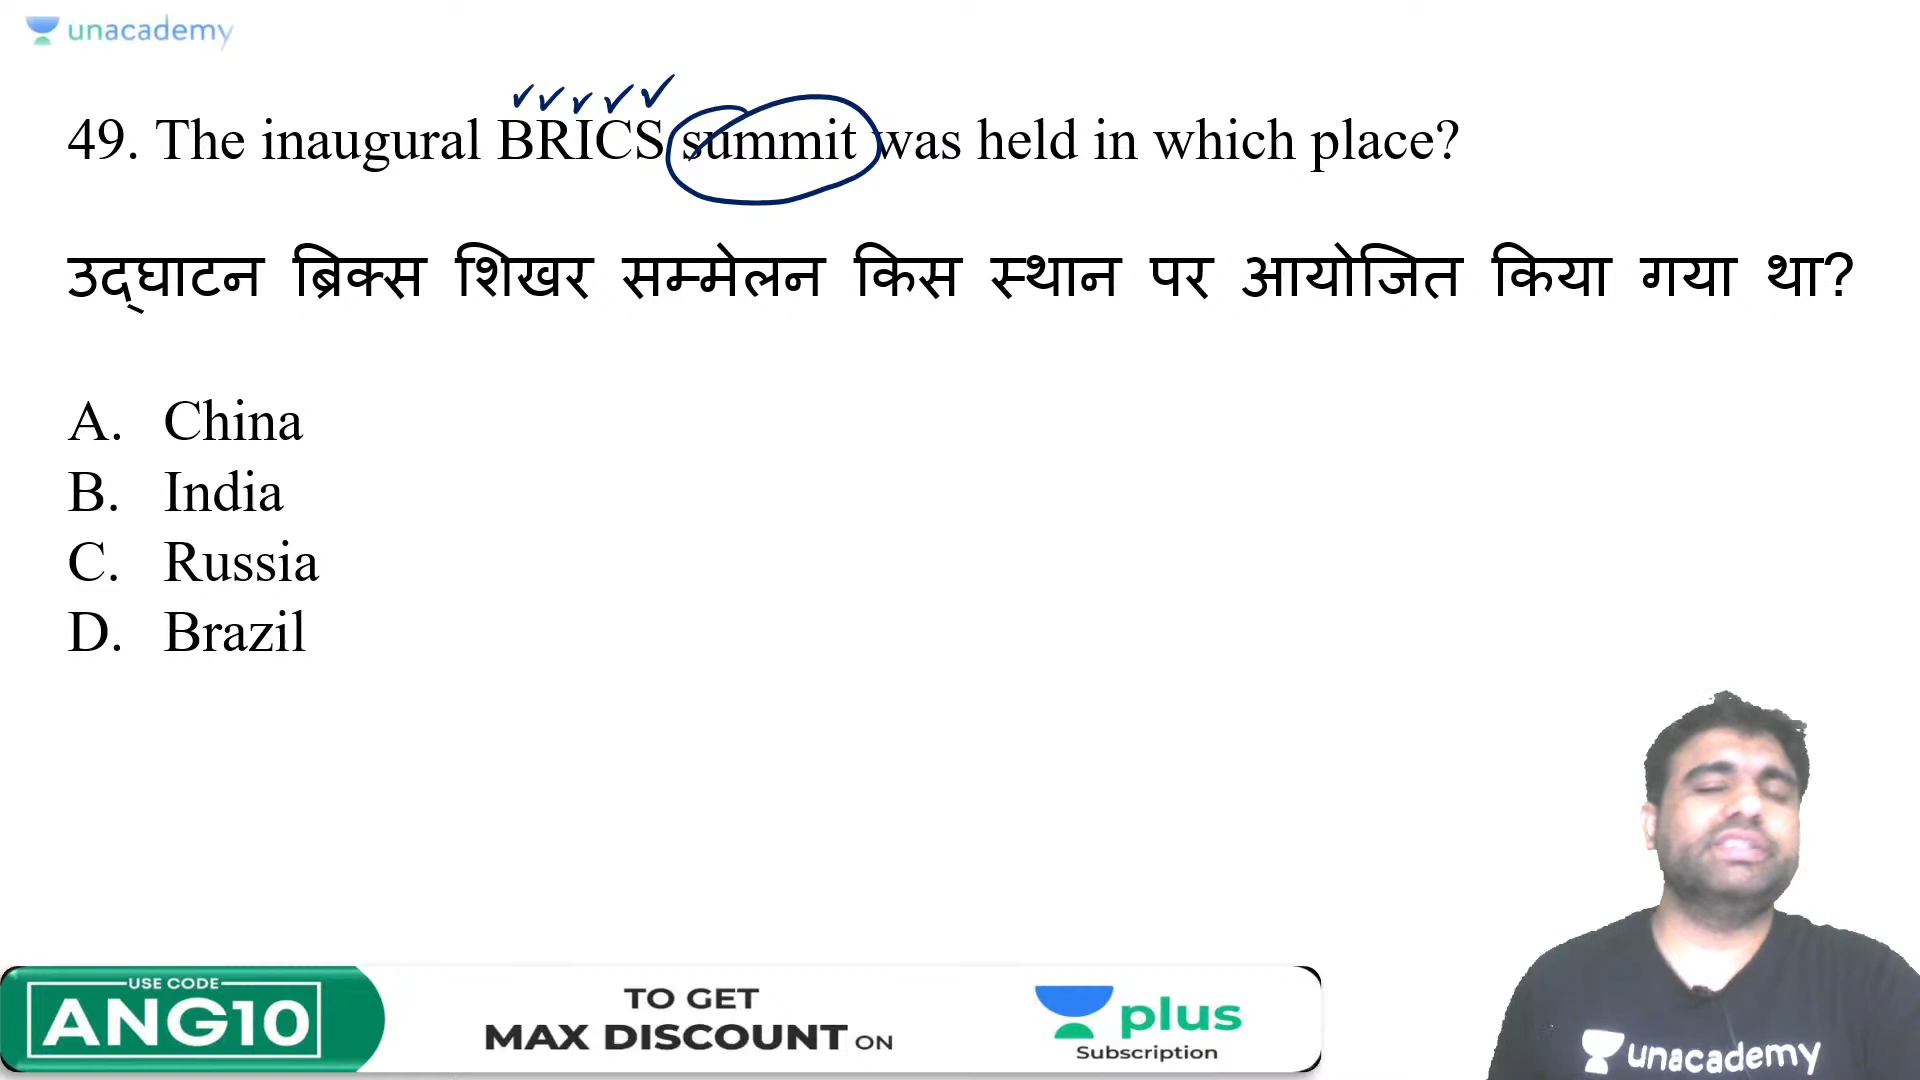 unacademy
49. The inaugural BRICS summit was held in which place?
उद्घाटन ब्रिक्स शिखर सम्मेलन किस स्थान पर आयोजित किया गया था?
A. China
B. India
C. Russia
D. Brazil
USE CODE
ANG10
TO GET
MAX DISCOUNT ON
plus
Subscription
unacademy